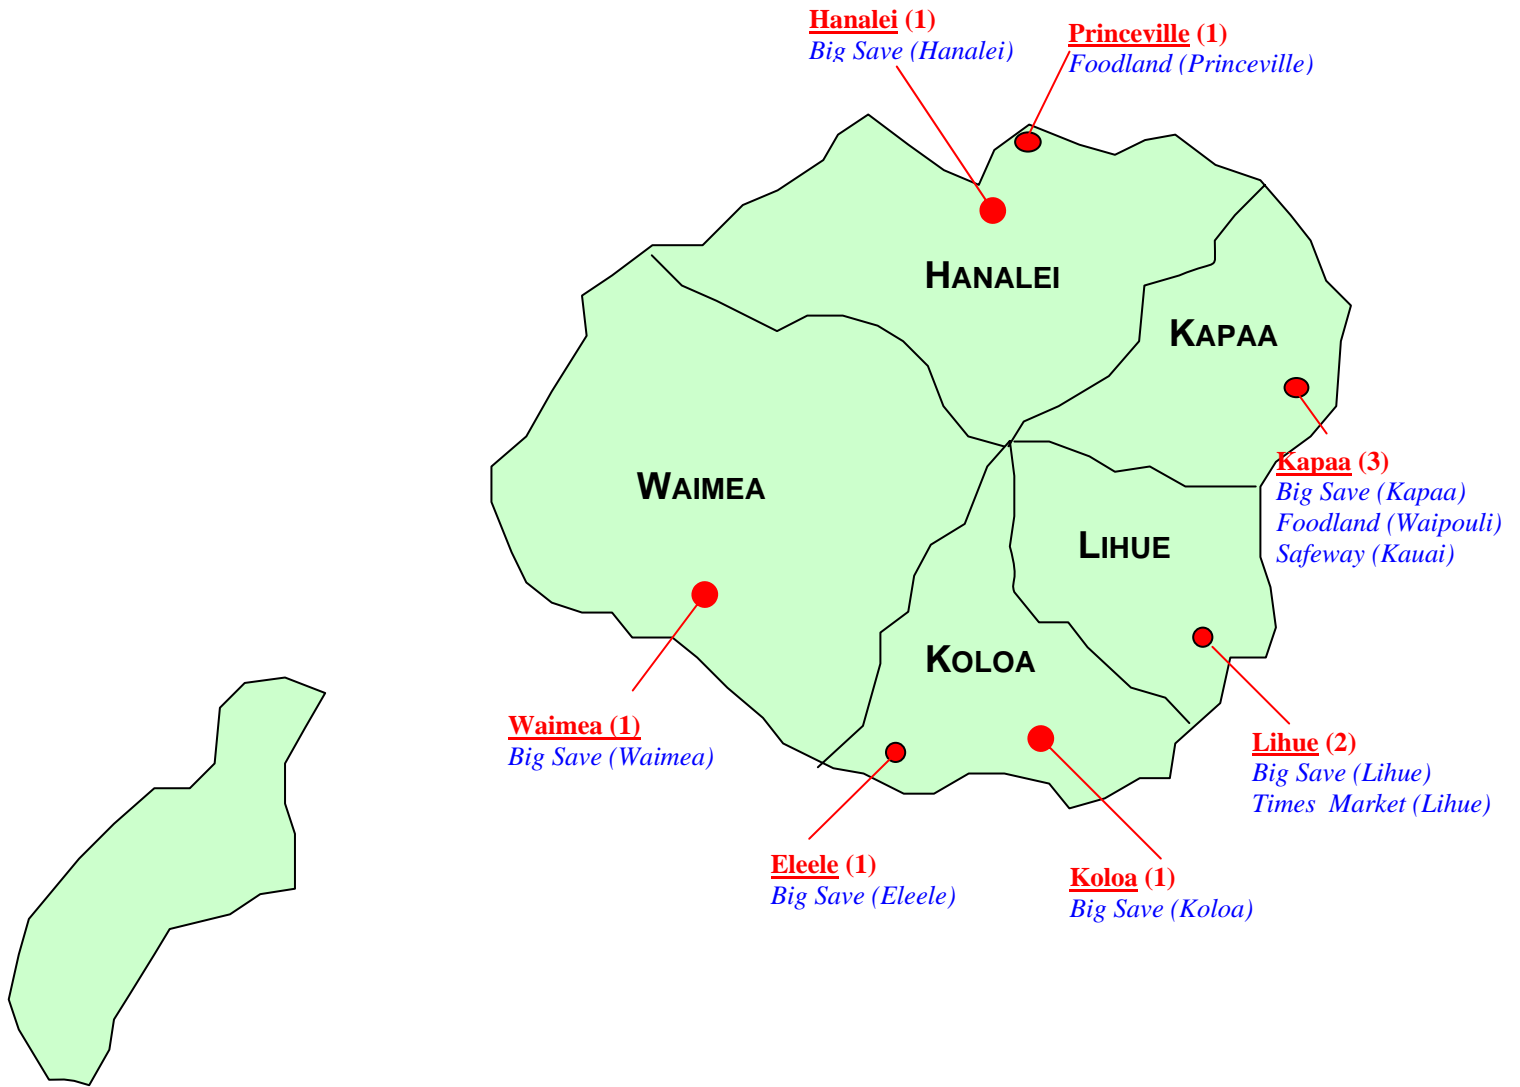 Hanalei (1)
Big Save (Hanalei)
Princeville (1)
Foodland (Princeville)
HANALEI
KAPAA
Kapaa (3)
Big Save (Kapaa)
Foodland (Waipouli)
Safeway (Kauai)
WAIMEA
LIHUE
KOLOA
Waimea (1)
Big Save (Waimea)
Lihue (2)
Big Save (Lihue)
Times Market (Lihue)
Eleele (1)
Big Save (Eleele)
Koloa (1)
Big Save (Koloa)